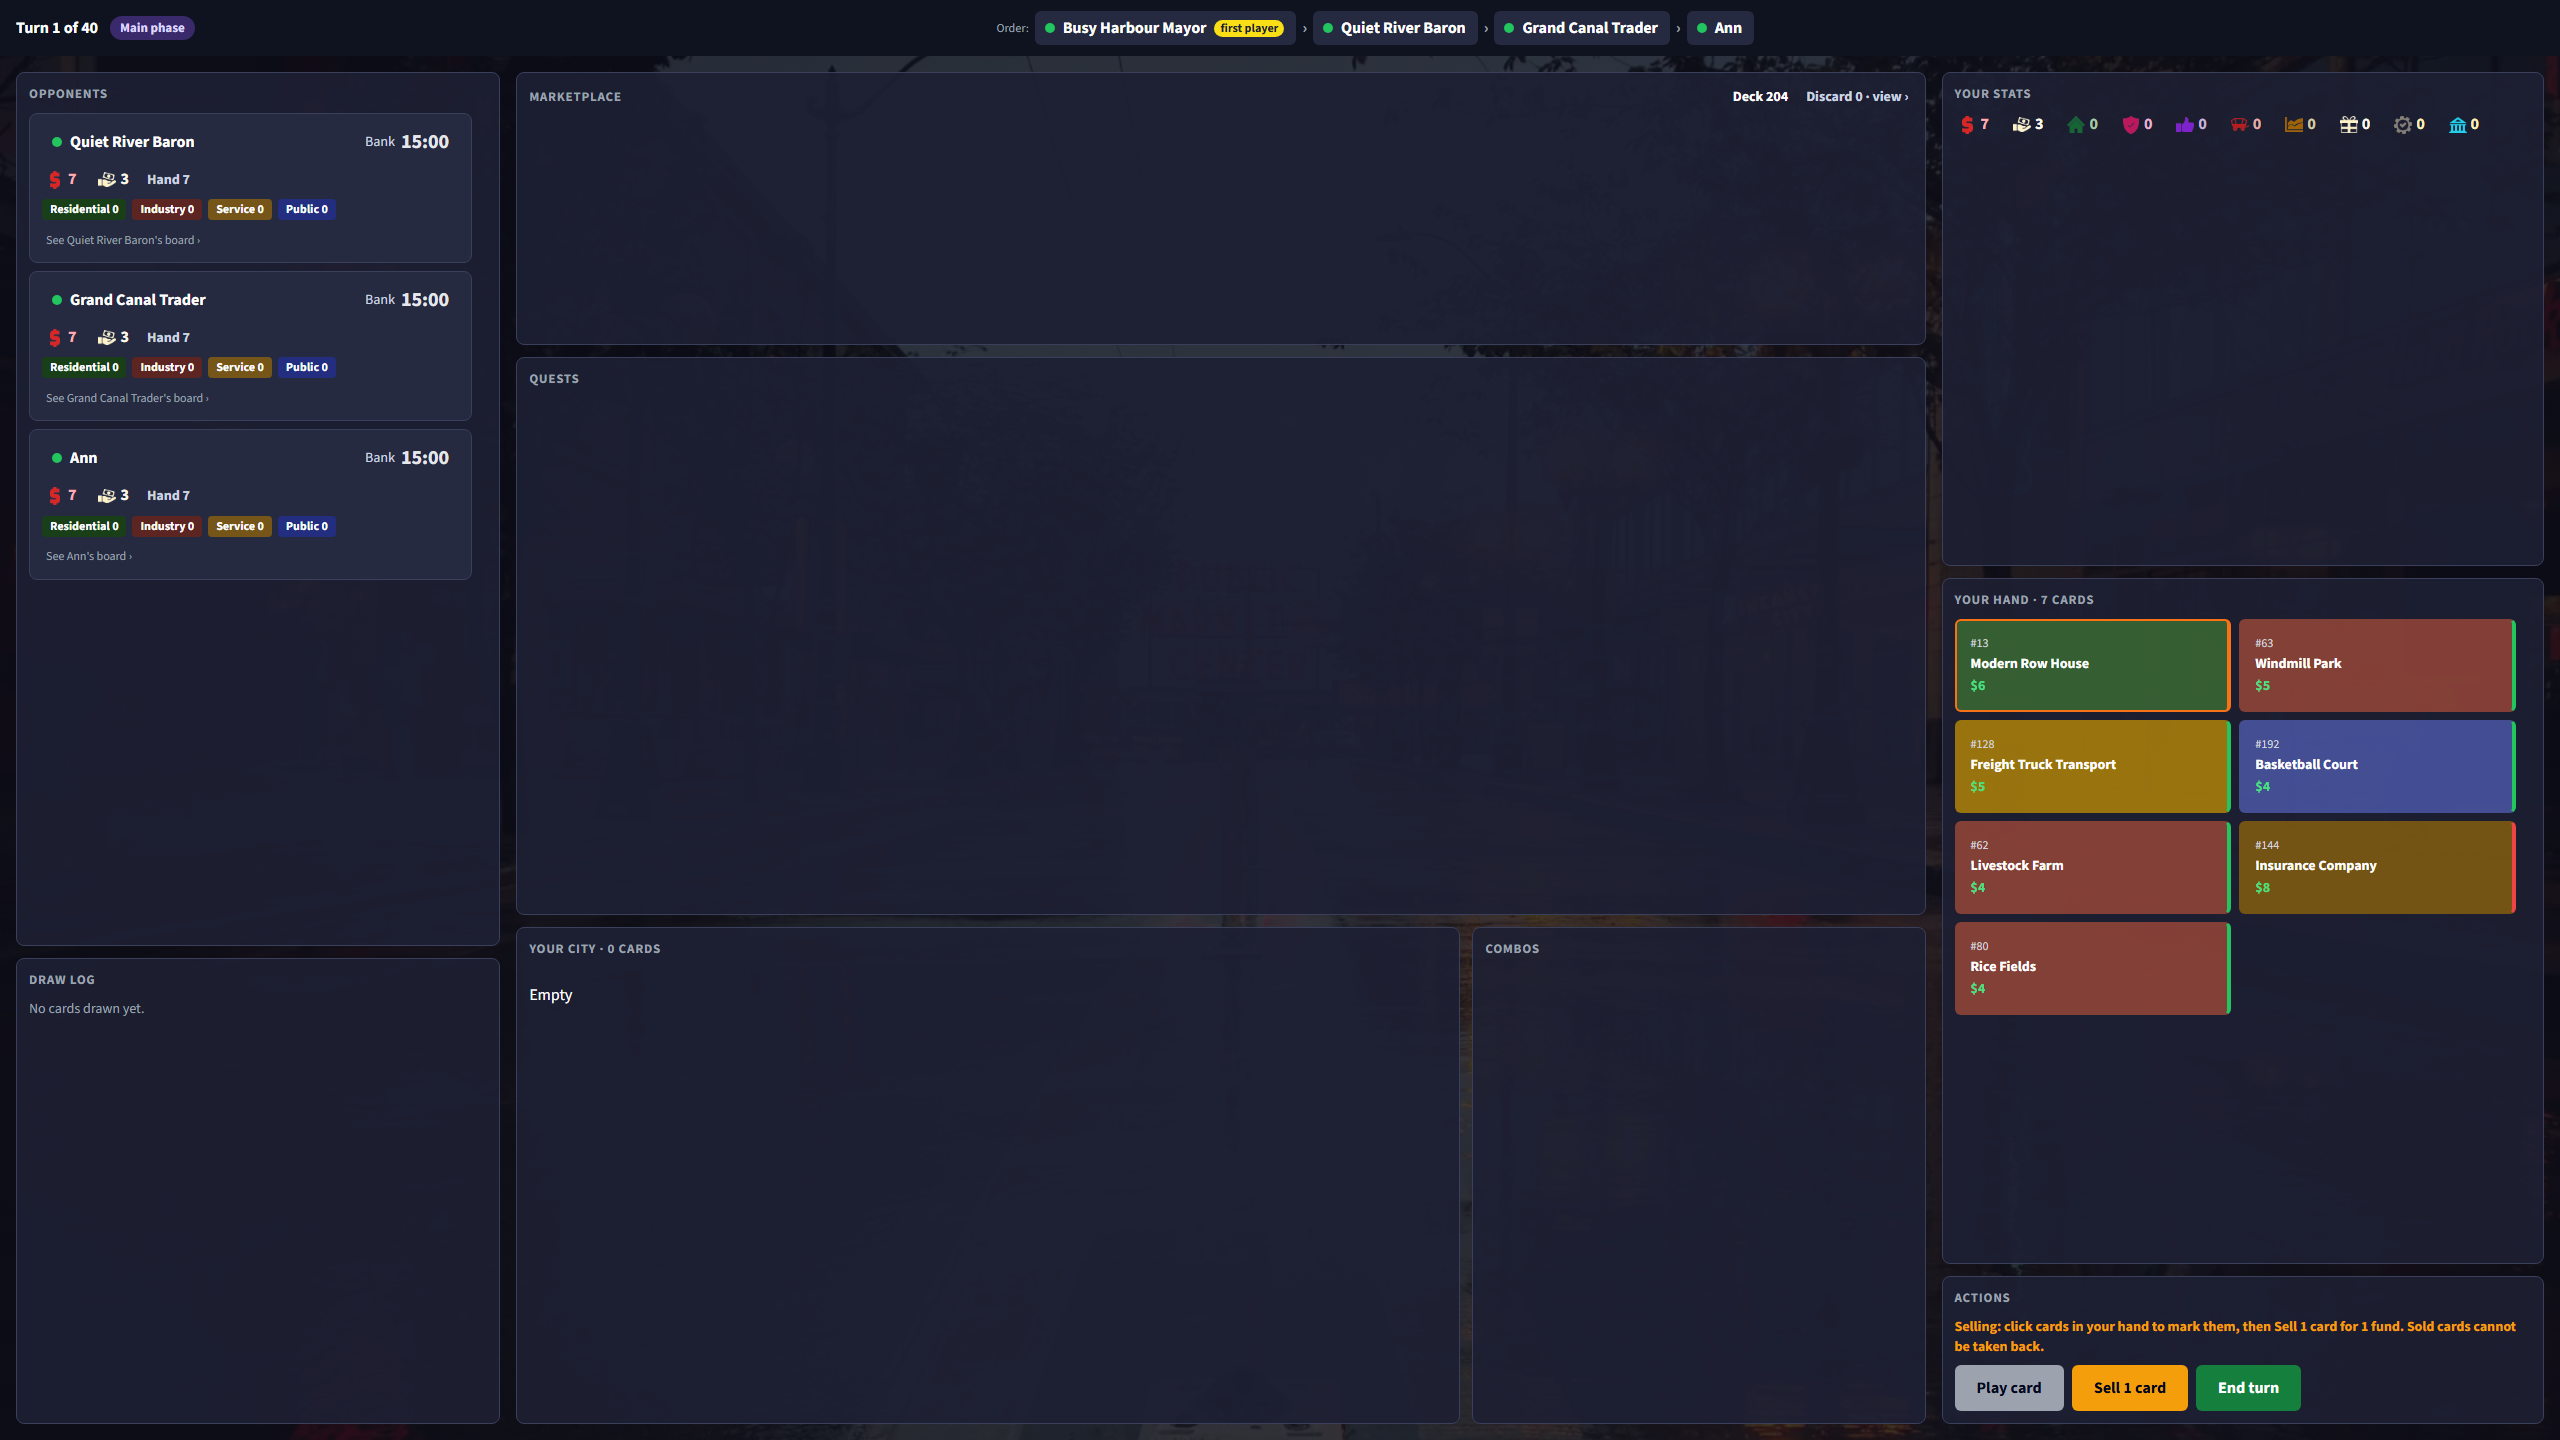 Turn 1 of 40 Main phase
Order: Busy Harbour Mayor first player › Quiet River Baron › Grand Canal Trader › Ann
OPPONENTS
Quiet River Baron Bank 15:00
7 3 Hand 7
Residential 0 Industry 0 Service 0 Public 0
See Quiet River Baron's board ›
Grand Canal Trader Bank 15:00
7 3 Hand 7
Residential 0 Industry 0 Service 0 Public 0
See Grand Canal Trader's board ›
Ann Bank 15:00
7 3 Hand 7
Residential 0 Industry 0 Service 0 Public 0
See Ann's board ›
DRAW LOG
No cards drawn yet.
MARKETPLACE Deck 204 Discard 0 · view ›
QUESTS
YOUR CITY · 0 CARDS
Empty
COMBOS
YOUR STATS
7 3 0 0 0 0 0 0 0 0
YOUR HAND · 7 CARDS
#13
Modern Row House
$6
#63
Windmill Park
$5
#128
Freight Truck Transport
$5
#192
Basketball Court
$4
#62
Livestock Farm
$4
#144
Insurance Company
$8
#80
Rice Fields
$4
ACTIONS
Selling: click cards in your hand to mark them, then Sell 1 card for 1 fund. Sold cards cannot
be taken back.
Play card Sell 1 card End turn